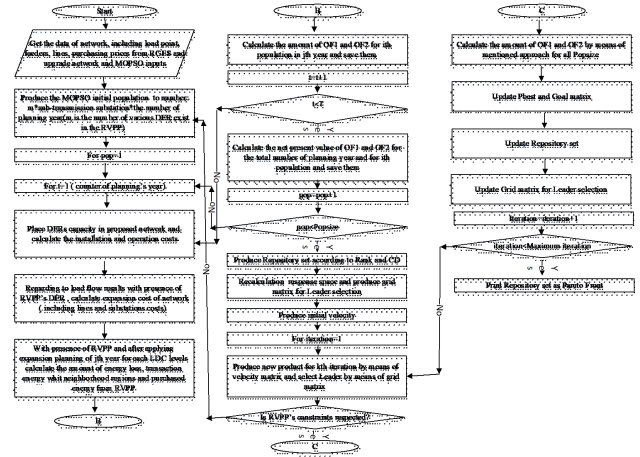 Start
Get the data of network, including load point,
feeders, lines, purchasing prices from RGES and
upgrade network and MOPSO inputs
Produce the MOPSO initial population to number:
m*sub-transmission substation*the number of
planning year(m is the number of various DER exist
in the RVPP)
For pop=1
For t=1 ( counter of planning's year)
Place DERs capacity in proposed network and
calculate the installation and operation costs
Regarding to load flow results with presence of
RVPP's DER , calculate expansion cost of network
( including lines and substations costs)
With presence of RVPP and after applying
expansion planning of jth year for each LDC levels
calculate the amount of energy loss, transaction
energy whit neighborhood regions and purchased
energy from RVPP.
B
B
Calculate the amount of OF1 and OF2 for ith
population in jth year and save them
t=t+1
t<T
Yes
No
Calculate the net present value of OF1 and OF2 for
the total number of planning year and for ith
population and save them
pop=pop+1
pop<Popsize
Yes
No
Produce Repository set according to Rank and CD
Recalculation response space and produce grid
matrix for Leader selection
Produce initial velocity
For iteration=1
Produce new product for kth iteration by means of
velocity matrix and select Leader by means of grid
matrix
Is RVPP's constraints respected?
Yes
No
C
C
Calculate the amount of OF1 and OF2 by means of
mentioned approach for all Popsize
Update Pbest and Gbest matrix
Update Repository set
Update Grid matrix for Leader selection
Iteration=iteration+1
iteration<Maximum iteration
Yes
No
Print Repository set as Pareto Front